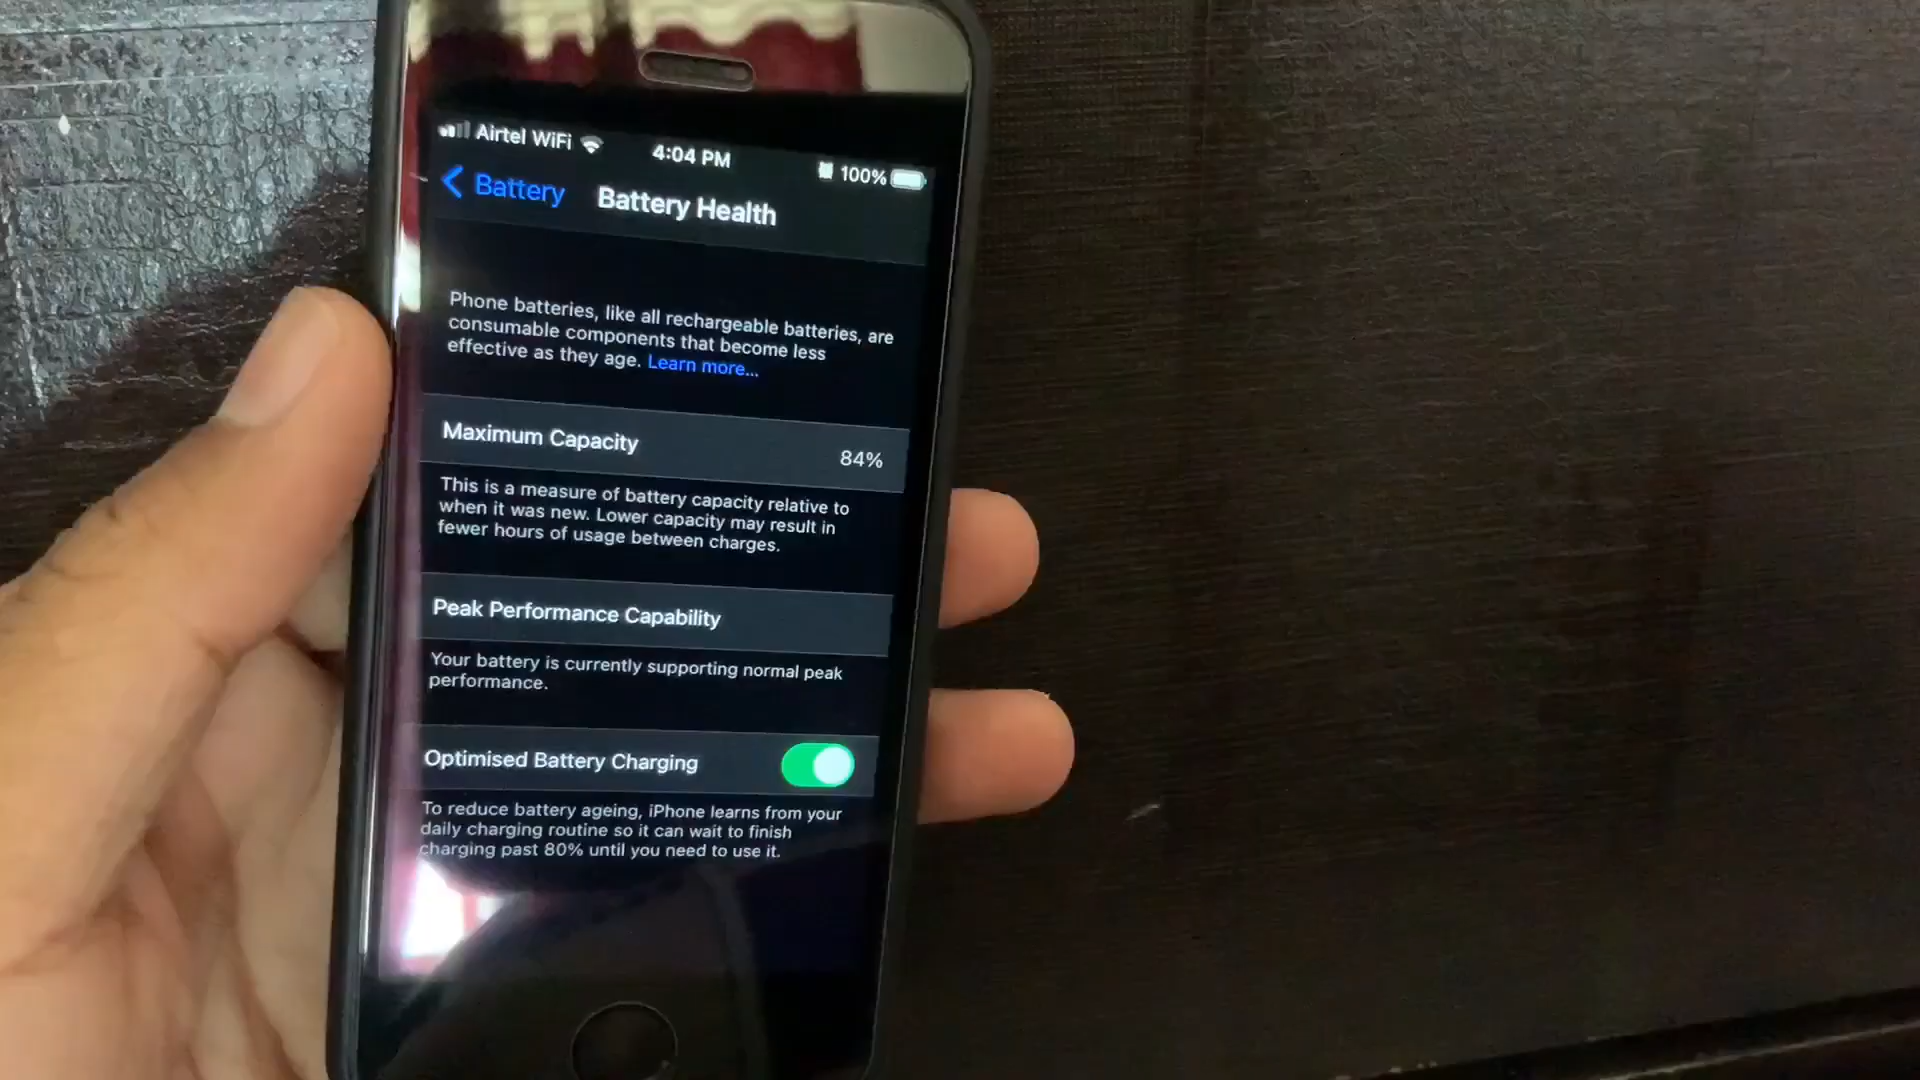 Airtel WiFi 4:04 PM 100%
Battery Battery Health
Phone batteries, like all rechargeable batteries, are
consumable components that become less
effective as they age. Learn more...
Maximum Capacity 84%
This is a measure of battery capacity relative to
when it was new. Lower capacity may result in
fewer hours of usage between charges.
Peak Performance Capability
Your battery is currently supporting normal peak
performance.
Optimised Battery Charging
To reduce battery ageing, iPhone learns from your
daily charging routine so it can wait to finish
charging past 80% until you need to use it.